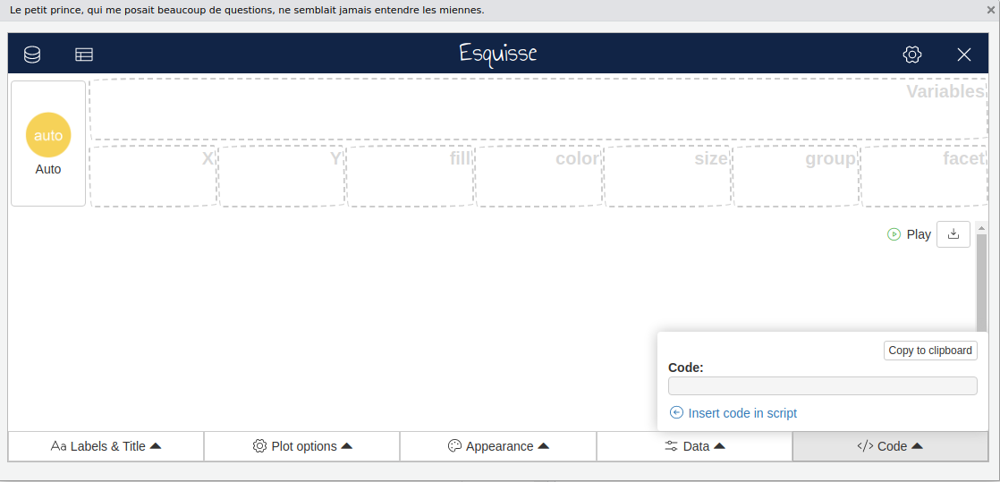 Le petit prince, qui me posait beaucoup de questions, ne semblait jamais entendre les miennes.
Esquisse
auto
Auto
Variables
X
Y
fill
color
size
group
facet
Play
Copy to clipboard
Code:
Insert code in script
Aa Labels & Title
Plot options
Appearance
Data
</> Code